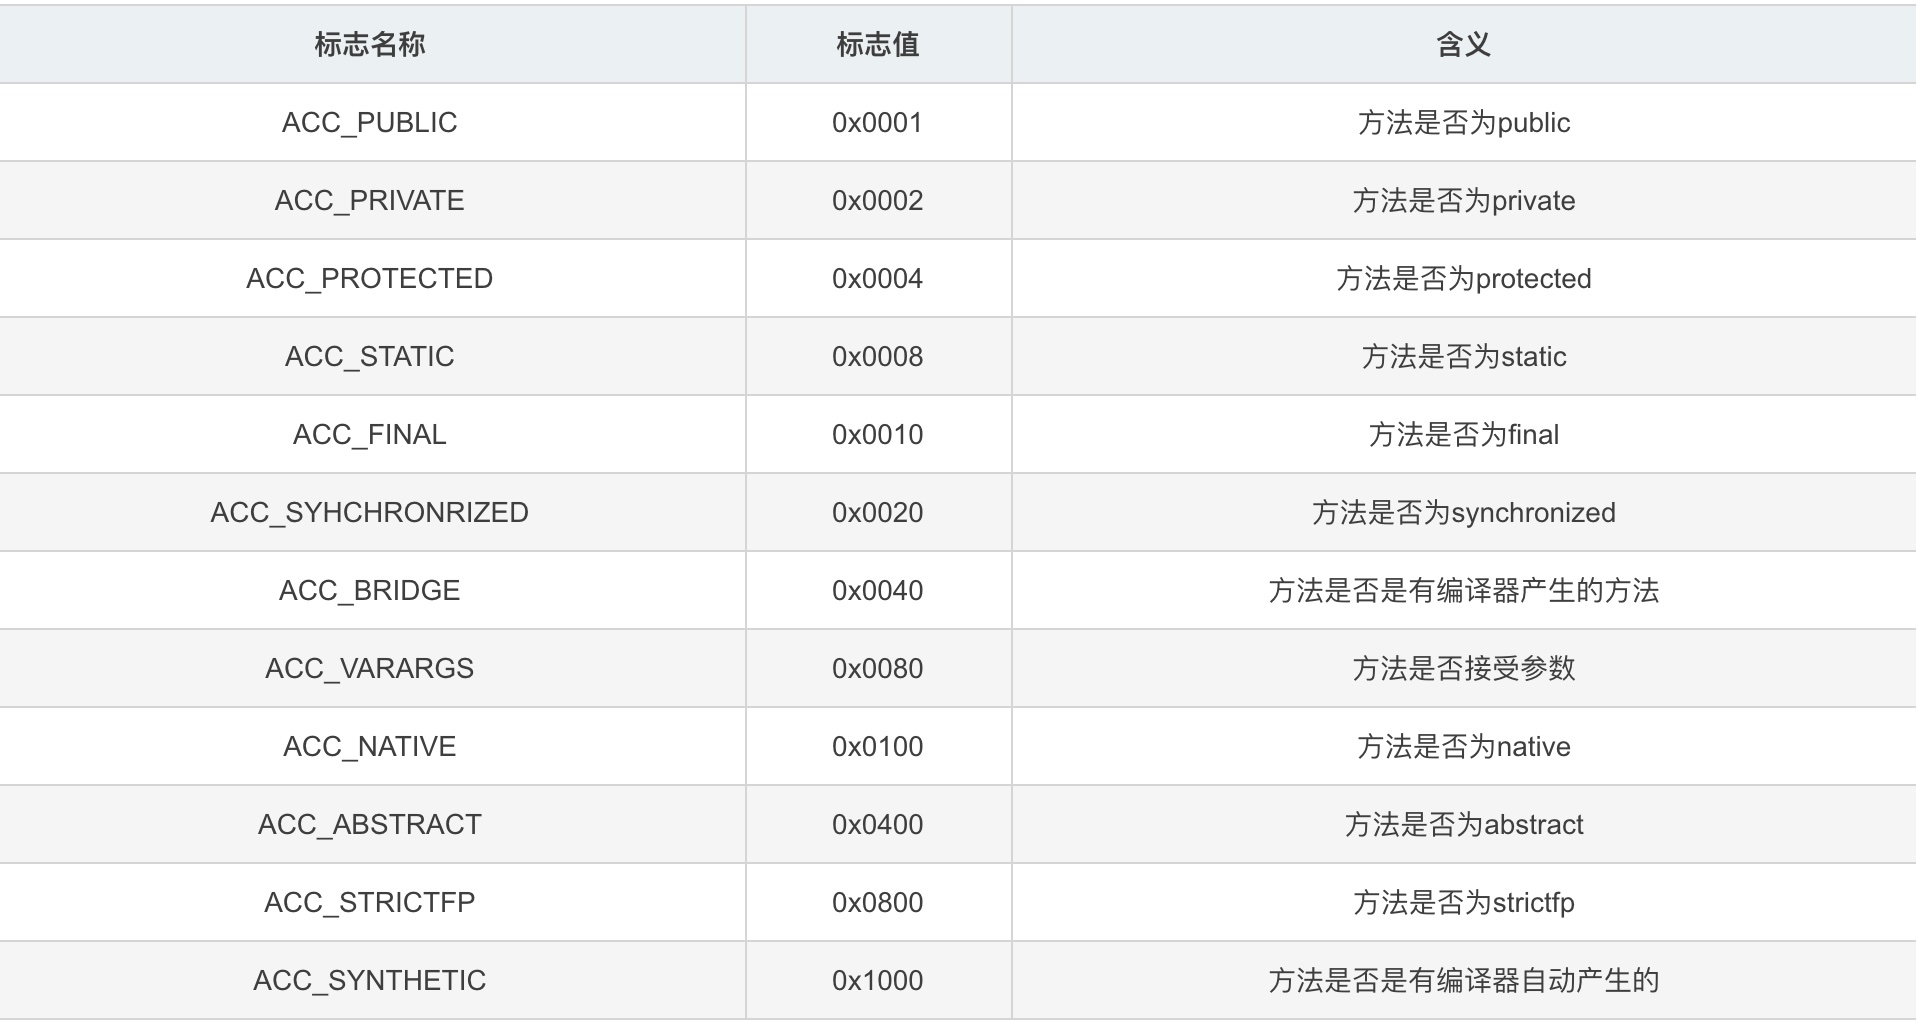 标志名称 标志值 含义
ACC_PUBLIC 0x0001 方法是否为public
ACC_PRIVATE 0x0002 方法是否为private
ACC_PROTECTED 0x0004 方法是否为protected
ACC_STATIC 0x0008 方法是否为static
ACC_FINAL 0x0010 方法是否为final
ACC_SYHCHRONRIZED 0x0020 方法是否为synchronized
ACC_BRIDGE 0x0040 方法是否是有编译器产生的方法
ACC_VARARGS 0x0080 方法是否接受参数
ACC_NATIVE 0x0100 方法是否为native
ACC_ABSTRACT 0x0400 方法是否为abstract
ACC_STRICTFP 0x0800 方法是否为strictfp
ACC_SYNTHETIC 0x1000 方法是否是有编译器自动产生的